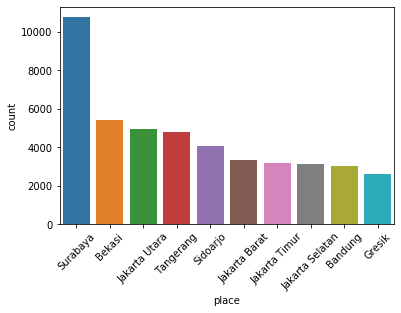 10000
8000
6000
4000
2000
0
count
Surabaya
Bekasi
Jakarta Utara
Tangerang
Sidoarjo
Jakarta Barat
Jakarta Timur
Jakarta Selatan
Bandung
Gresik
place